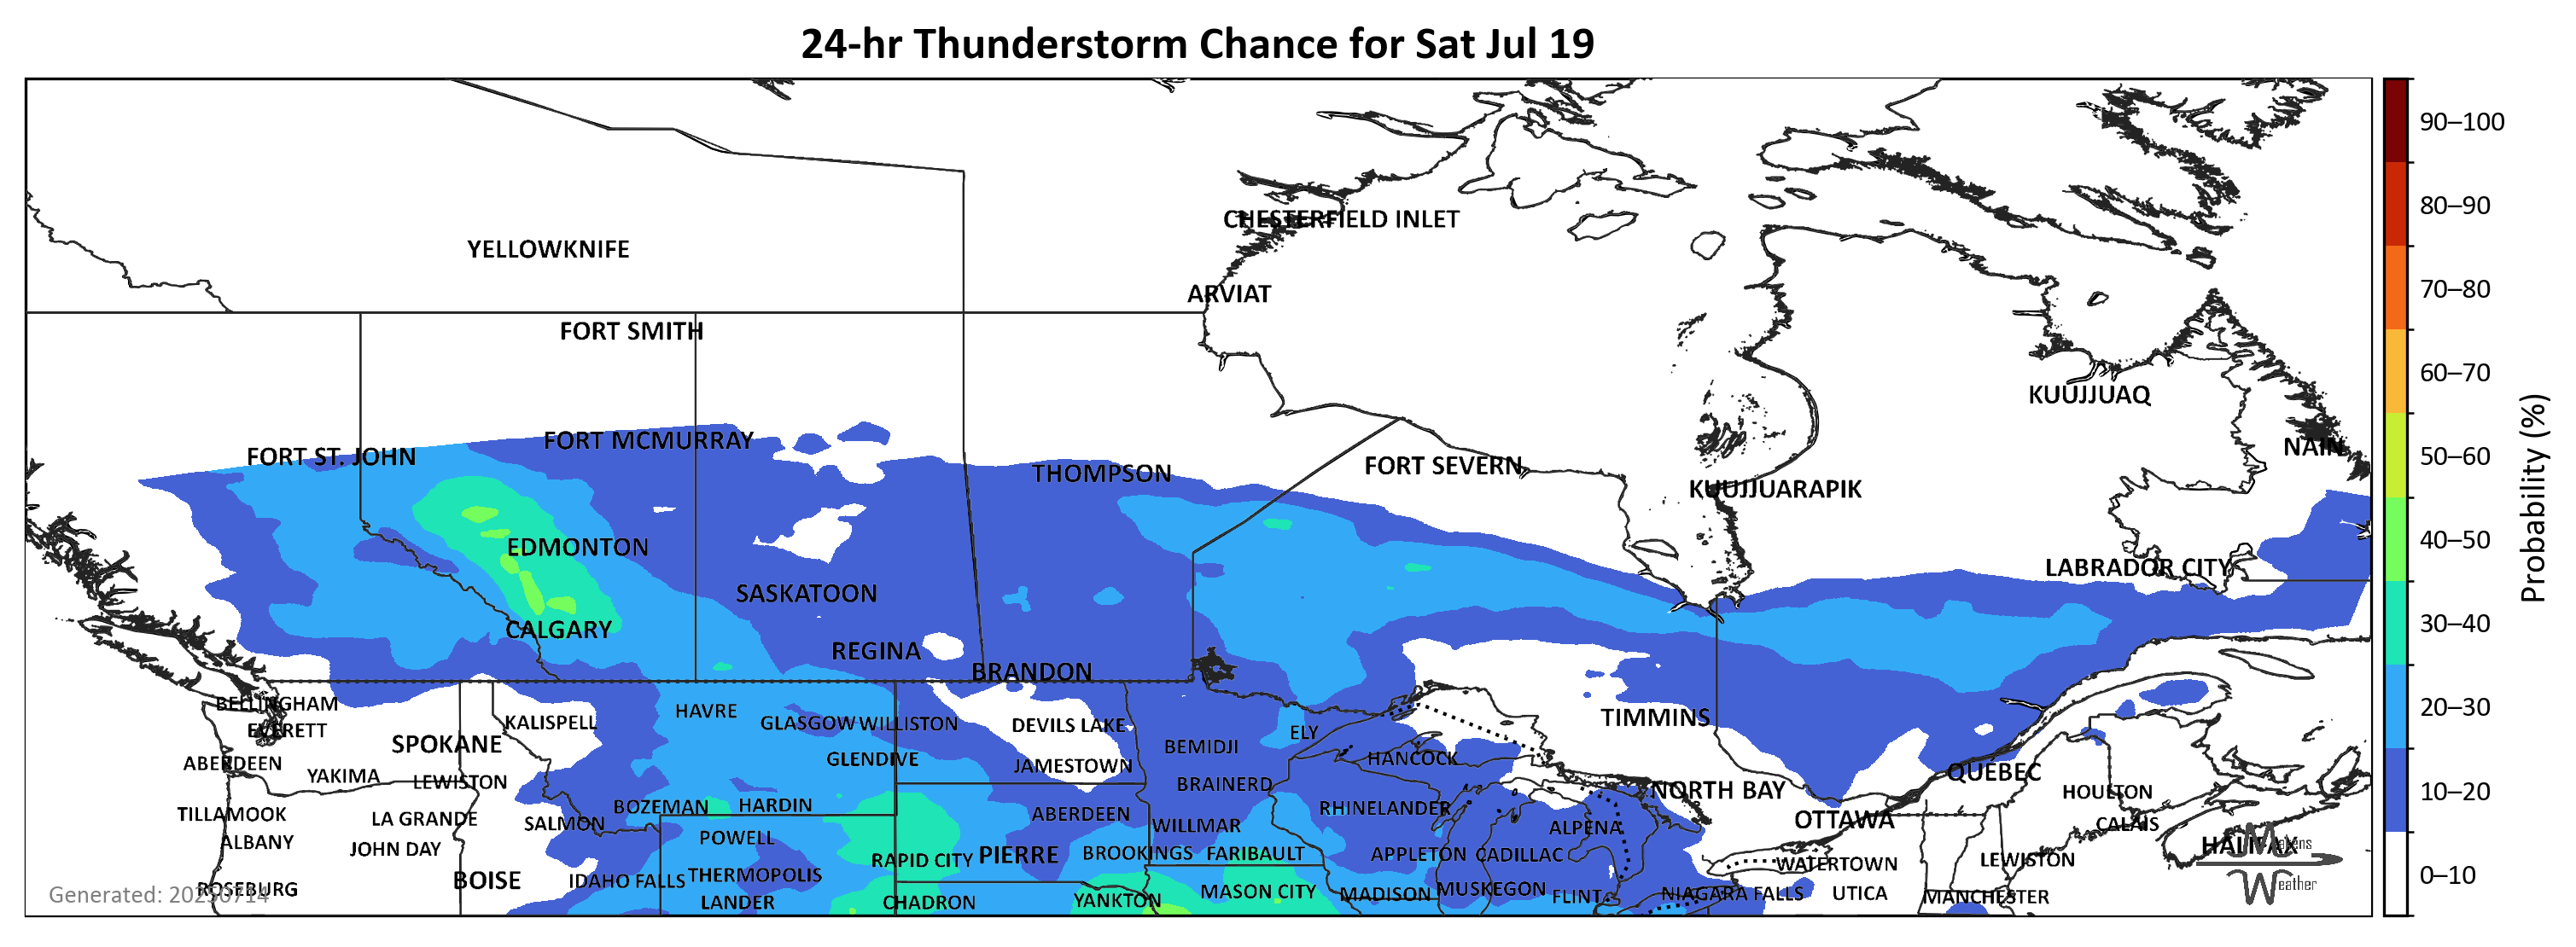 24-hr Thunderstorm Chance for Sat Jul 19
90–100
80–90
70–80
60–70
50–60
40–50
30–40
20–30
10–20
0–10
Probability (%)
CHESTERFIELD INLET
YELLOWKNIFE
ARVIAT
FORT SMITH
KUUJJUAQ
FORT MCMURRAY
NAIN
FORT ST. JOHN
FORT SEVERN
THOMPSON
KUUJJUARAPIK
EDMONTON
LABRADOR CITY
SASKATOON
CALGARY
REGINA
BRANDON
BELLINGHAM
HAVRE
TIMMINS
KALISPELL
GLASGOW
WILLISTON
DEVILS LAKE
EVERETT
ELY
SPOKANE
BEMIDJI
HANCOCK
GLENDIVE
ABERDEEN
JAMESTOWN
QUEBEC
YAKIMA
LEWISTON
BRAINERD
NORTH BAY
HOULTON
BOZEMAN
HARDIN
RHINELANDER
TILLAMOOK
LA GRANDE
SALMON
ABERDEEN
WILLMAR
ALPENA
OTTAWA
CALAIS
ALBANY
POWELL
HALIFAX
JOHN DAY
RAPID CITY
PIERRE
BROOKINGS
FARIBAULT
APPLETON
CADILLAC
WATERTOWN
LEWISTON
BOISE
IDAHO FALLS
THERMOPOLIS
ROSEBURG
MASON CITY
MADISON
MUSKEGON
LANDER
CHADRON
YANKTON
FLINT
NIAGARA FALLS
UTICA
MANCHESTER
Generated: 20250714
Weather